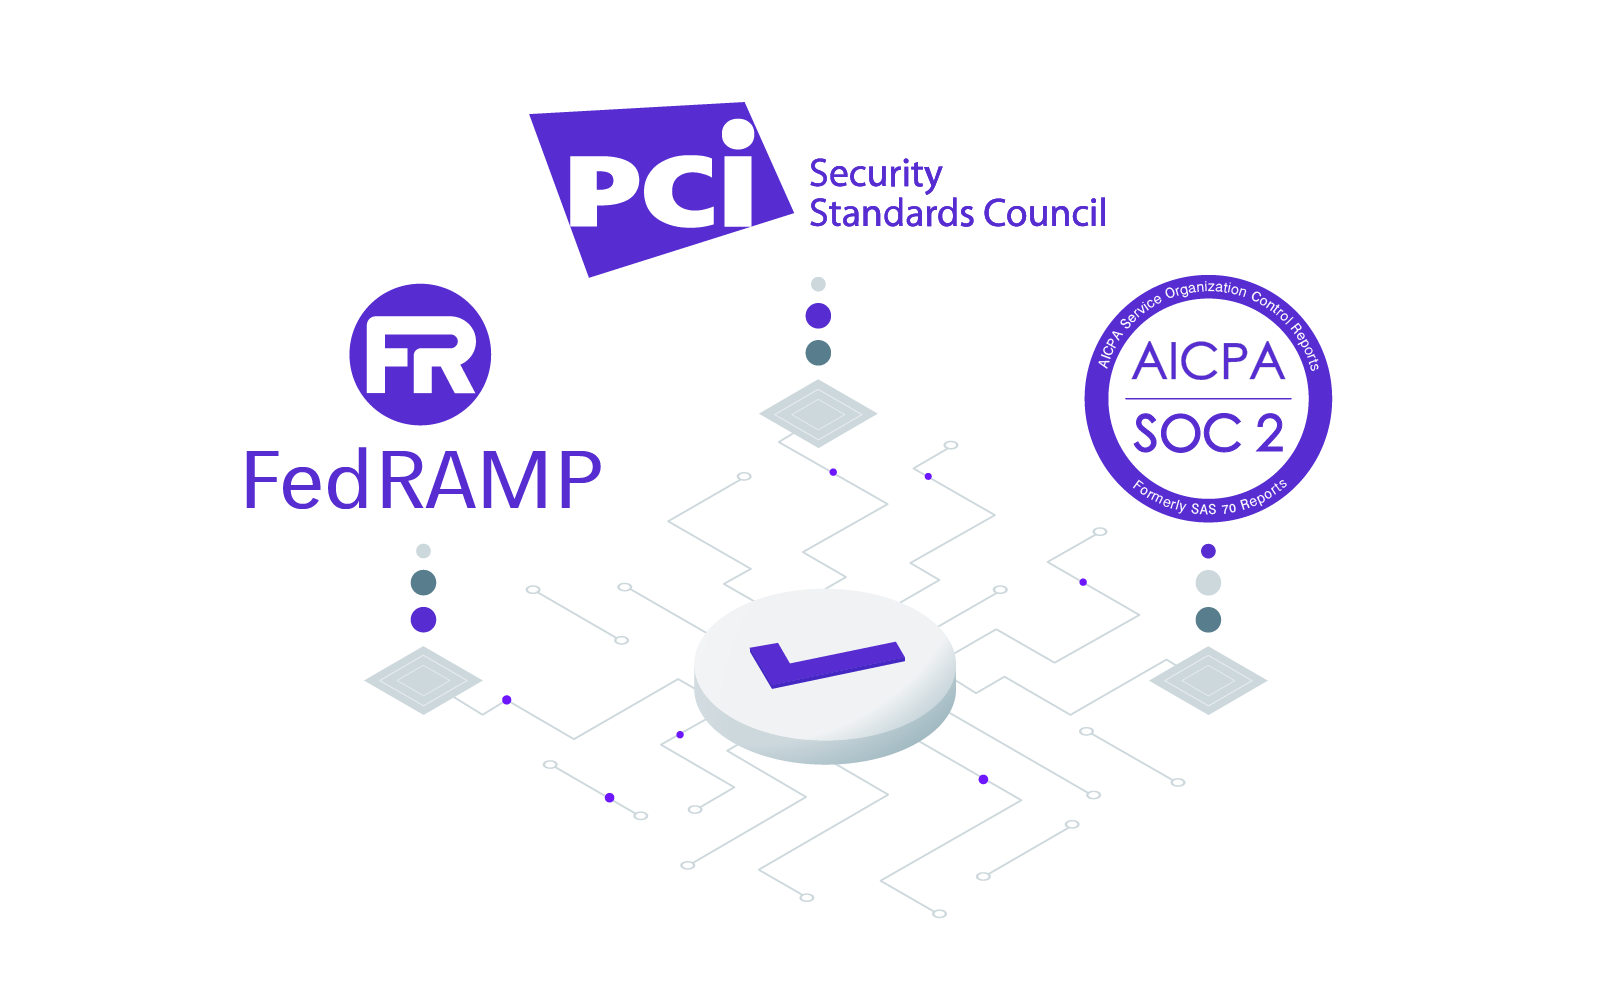 PCi
Security
Standards Council
FR
FedRAMP
AICPA Service Organization Control Reports
AICPA
SOC 2
Formerly SAS 70 Reports